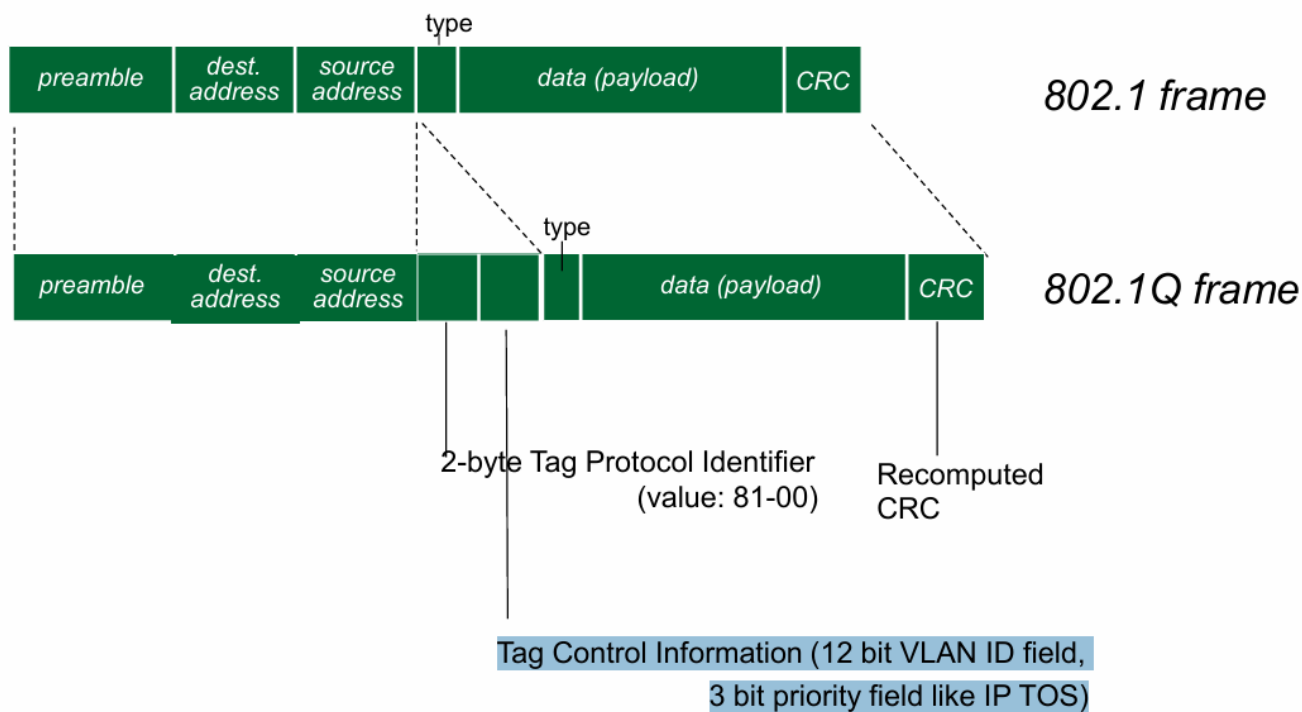 type
preamble
dest.
address
source
address
data (payload)
CRC
802.1 frame
type
preamble
dest.
address
source
address
data (payload)
CRC
802.1Q frame
2-byte Tag Protocol Identifier
(value: 81-00)
Recomputed
CRC
Tag Control Information (12 bit VLAN ID field,
3 bit priority field like IP TOS)